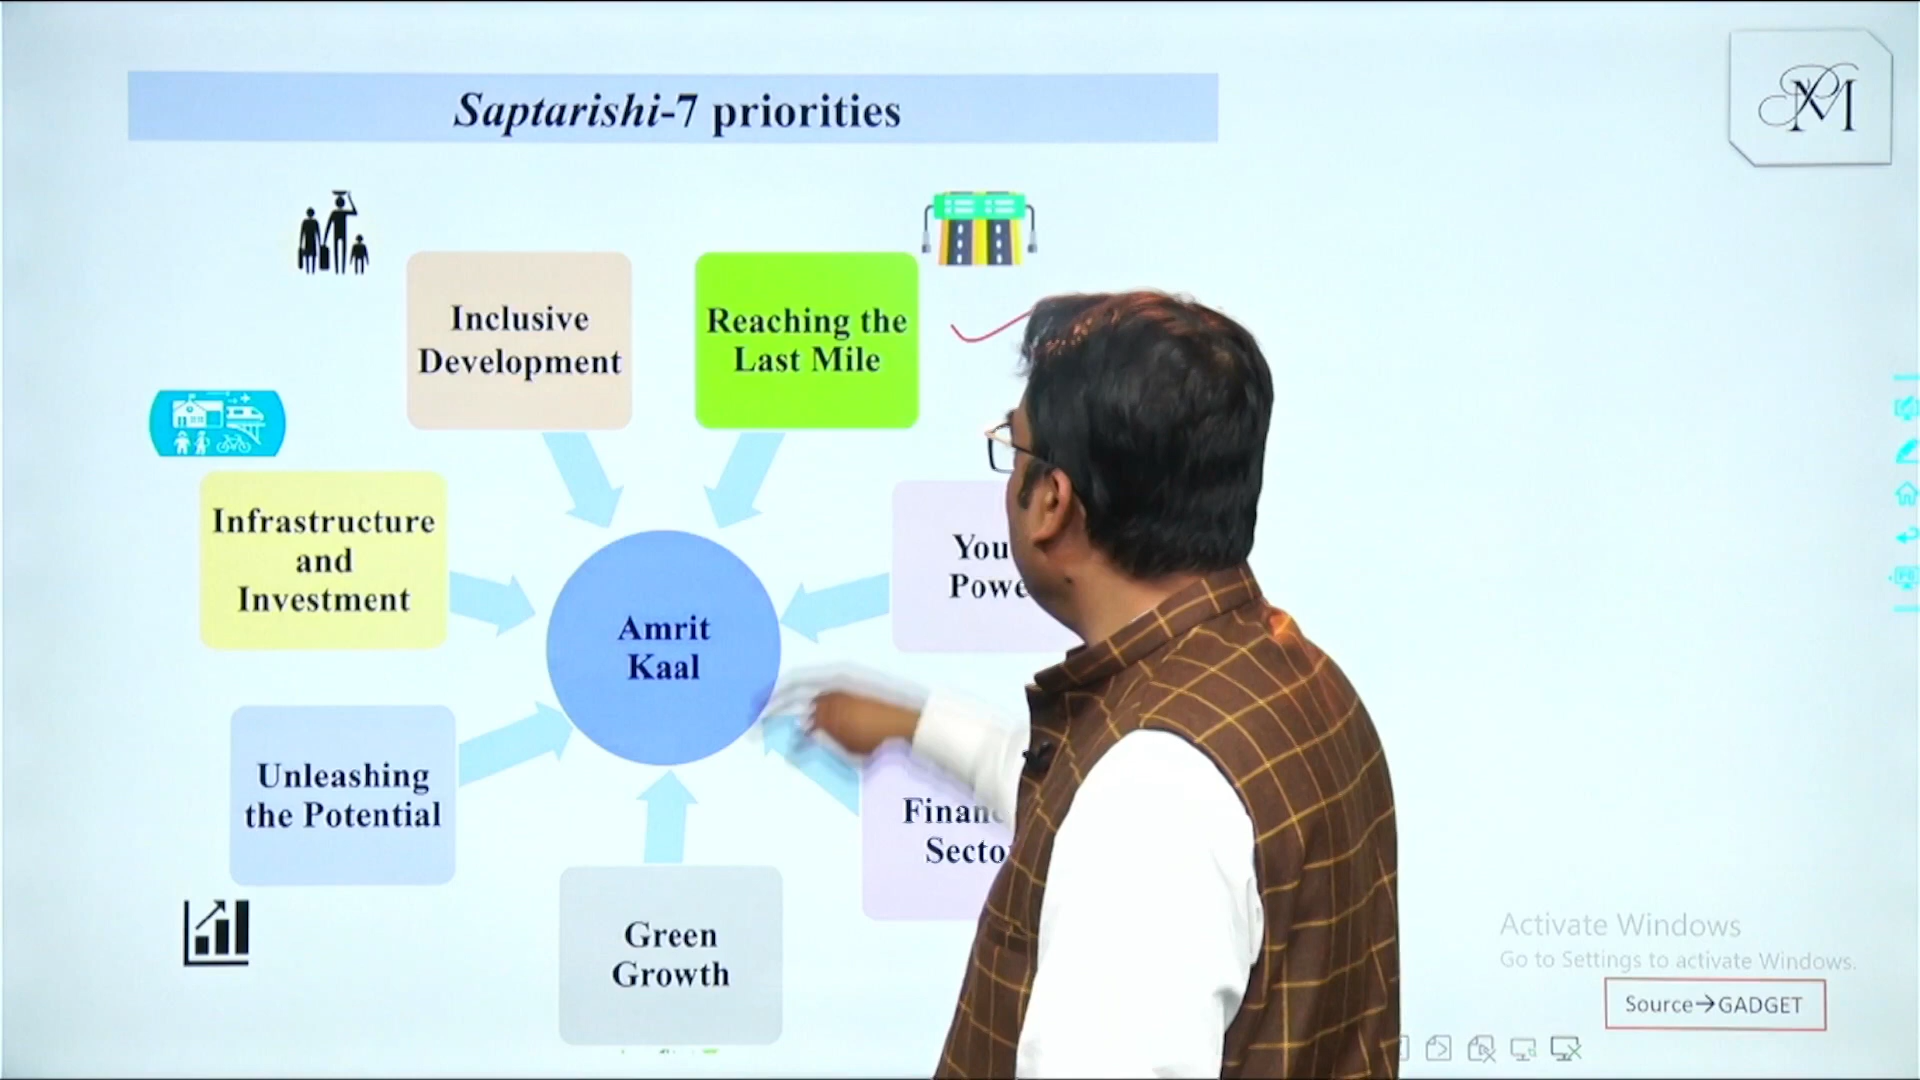 Saptarishi-7 priorities
Inclusive
Development
Reaching the
Last Mile
Infrastructure
and
Investment
Amrit
Kaal
Unleashing
the Potential
Green
Growth
Activate Windows
Go to Settings to activate Windows.
Source→GADGET